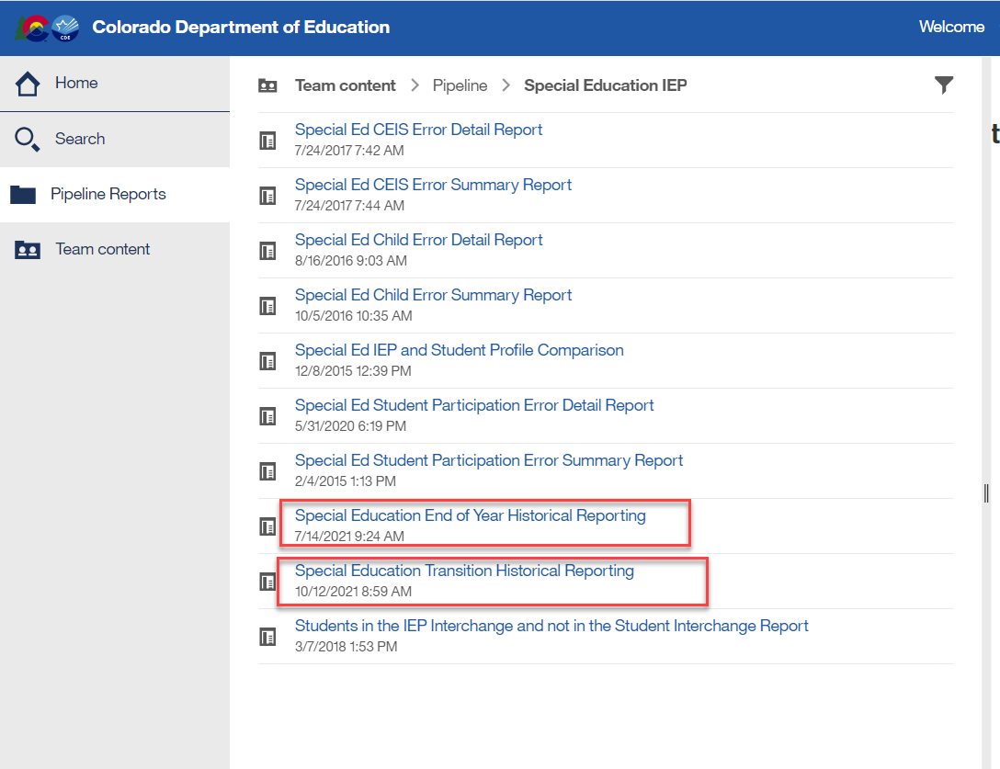 CDE
Colorado Department of Education
Welcome
Home
Search
Pipeline Reports
Team content
Team content > Pipeline > Special Education IEP
Special Ed CEIS Error Detail Report
7/24/2017 7:42 AM
Special Ed CEIS Error Summary Report
7/24/2017 7:44 AM
Special Ed Child Error Detail Report
8/16/2016 9:03 AM
Special Ed Child Error Summary Report
10/5/2016 10:35 AM
Special Ed IEP and Student Profile Comparison
12/8/2015 12:39 PM
Special Ed Student Participation Error Detail Report
5/31/2020 6:19 PM
Special Ed Student Participation Error Summary Report
2/4/2015 1:13 PM
Special Education End of Year Historical Reporting
7/14/2021 9:24 AM
Special Education Transition Historical Reporting
10/12/2021 8:59 AM
Students in the IEP Interchange and not in the Student Interchange Report
3/7/2018 1:53 PM
t